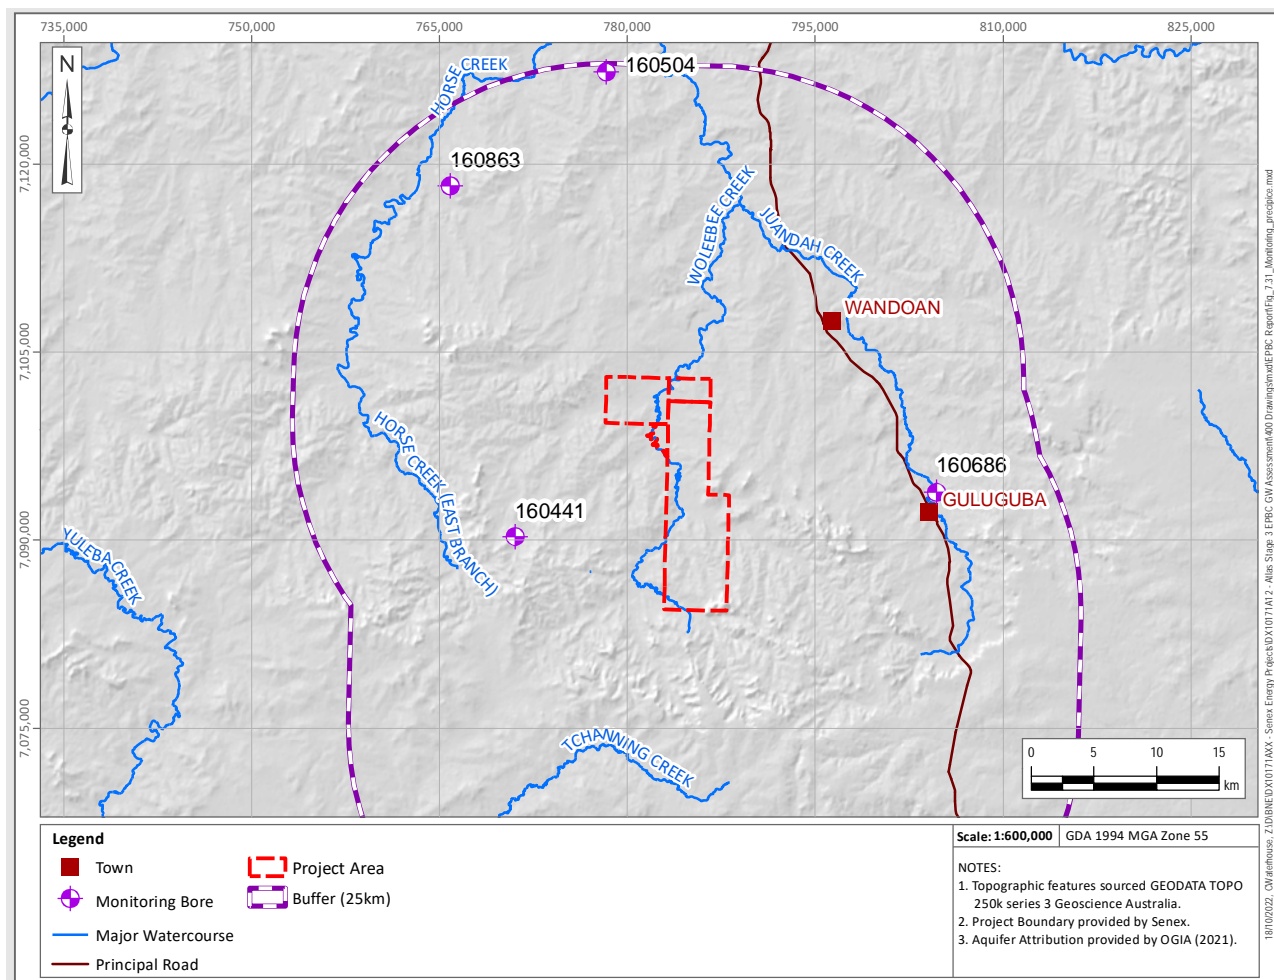 735,000 750,000 765,000 780,000 795,000 810,000 825,000
N
HORSE CREEK
160504
7,120,000
160863
WOLEEBEE CREEK
JUANDAH CREEK
WANDOAN
7,105,000
HORSE CREEK (EAST BRANCH)
160686
GULUGUBA
160441
7,090,000
YULEBA CREEK
7,075,000
TCHANNING CREEK
0 5 10 15
km
Legend
Town
Monitoring Bore
Major Watercourse
Principal Road
Project Area
Buffer (25km)
Scale: 1:600,000 GDA 1994 MGA Zone 55
NOTES:
1. Topographic features sourced GEODATA TOPO
250k series 3 Geoscience Australia.
2. Project Boundary provided by Senex.
3. Aquifer Attribution provided by OGIA (2021).